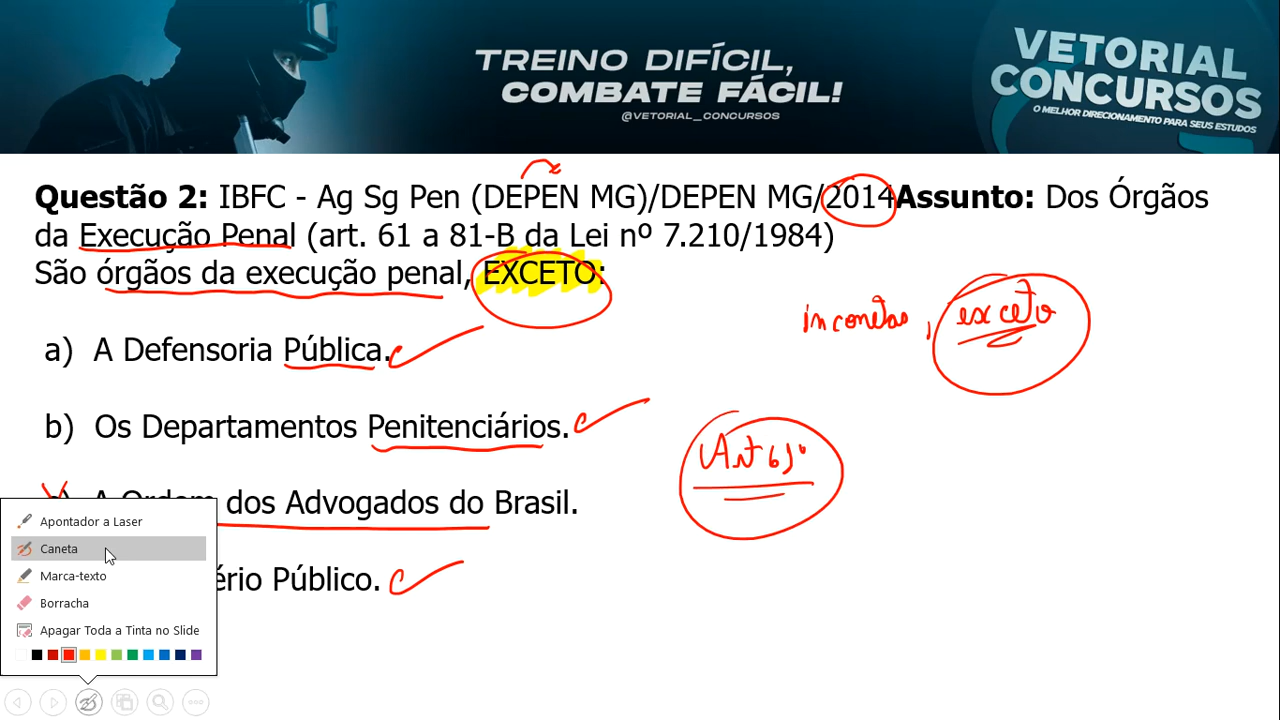 TREINO DIFÍCIL,
COMBATE FÁCIL!
@VETORIAL_CONCURSOS
VETORIAL
CONCURSOS
O MELHOR DIRECIONAMENTO PARA SEUS ESTUDOS
Questão 2: IBFC - Ag Sg Pen (DEPEN MG)/DEPEN MG/2014Assunto: Dos Órgãos
da Execução Penal (art. 61 a 81-B da Lei nº 7.210/1984)
São órgãos da execução penal, EXCETO:
exceto
a) A Defensoria Pública.
b) Os Departamentos Penitenciários.
Art 61º
A Ordem dos Advogados do Brasil.
ério Público.
Apontador a Laser
Caneta
Marca-texto
Borracha
Apagar Toda a Tinta no Slide